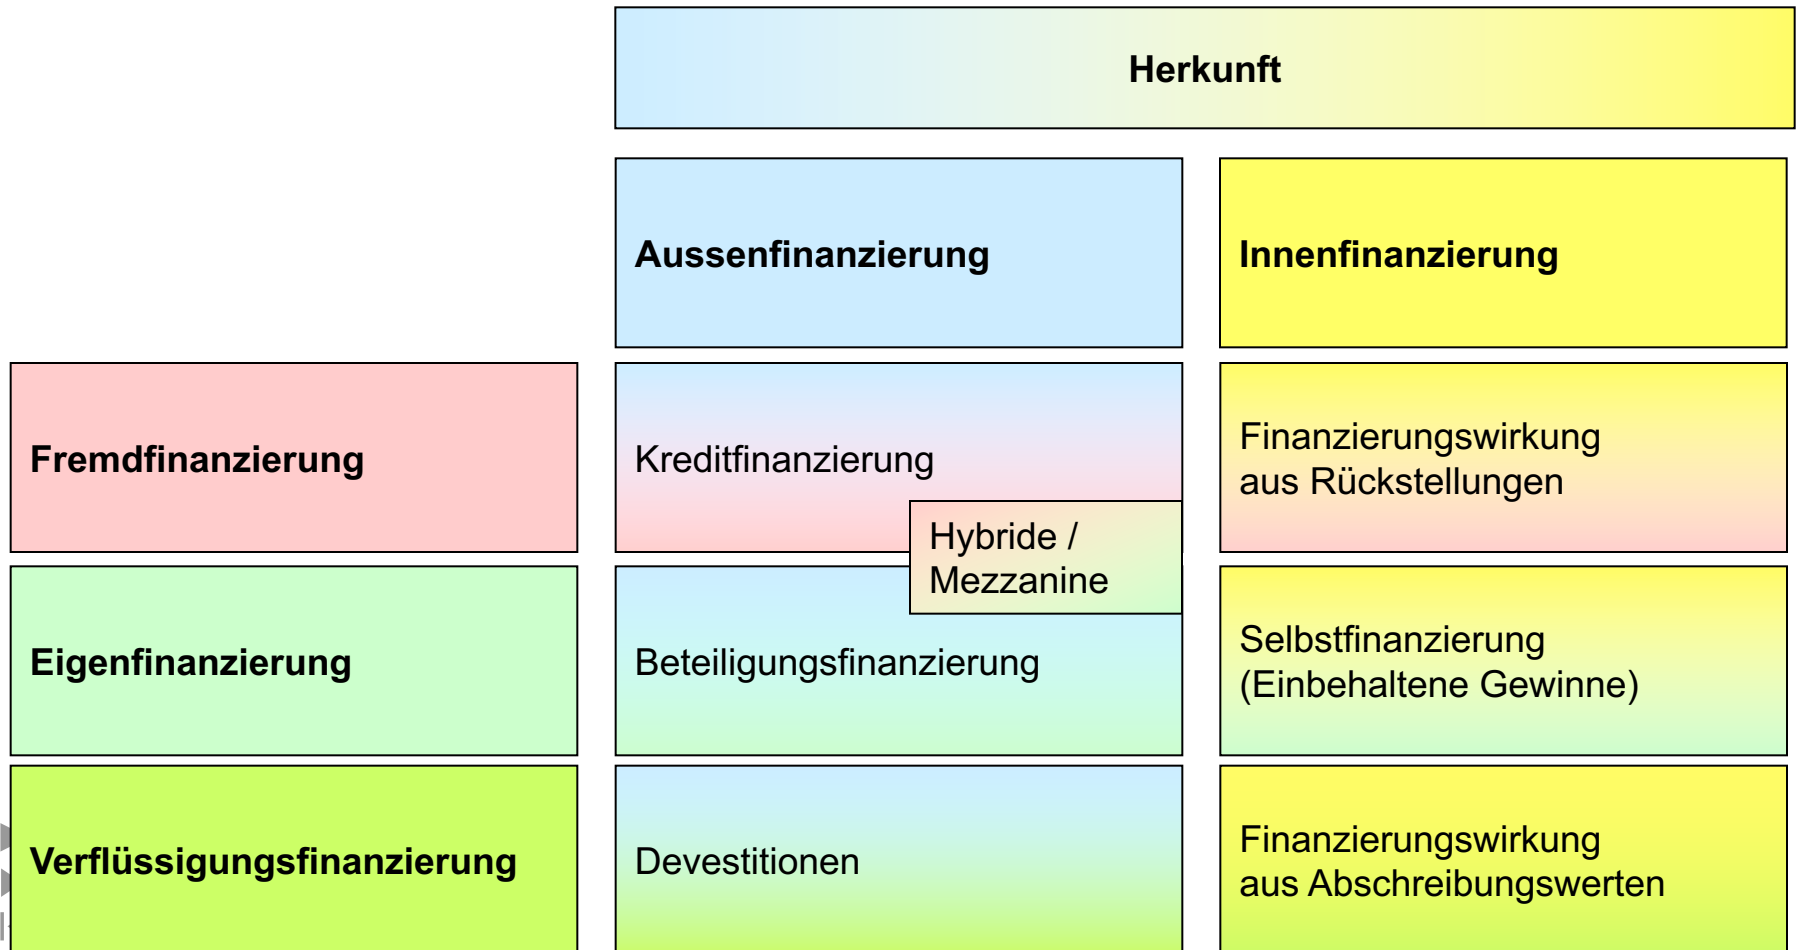 Herkunft
Aussenfinanzierung
Innenfinanzierung
Fremdfinanzierung
Kreditfinanzierung
Finanzierungswirkung
aus Rückstellungen
Hybride /
Mezzanine
Eigenfinanzierung
Beteiligungsfinanzierung
Selbstfinanzierung
(Einbehaltene Gewinne)
Verflüssigungsfinanzierung
Devestitionen
Finanzierungswirkung
aus Abschreibungswerten